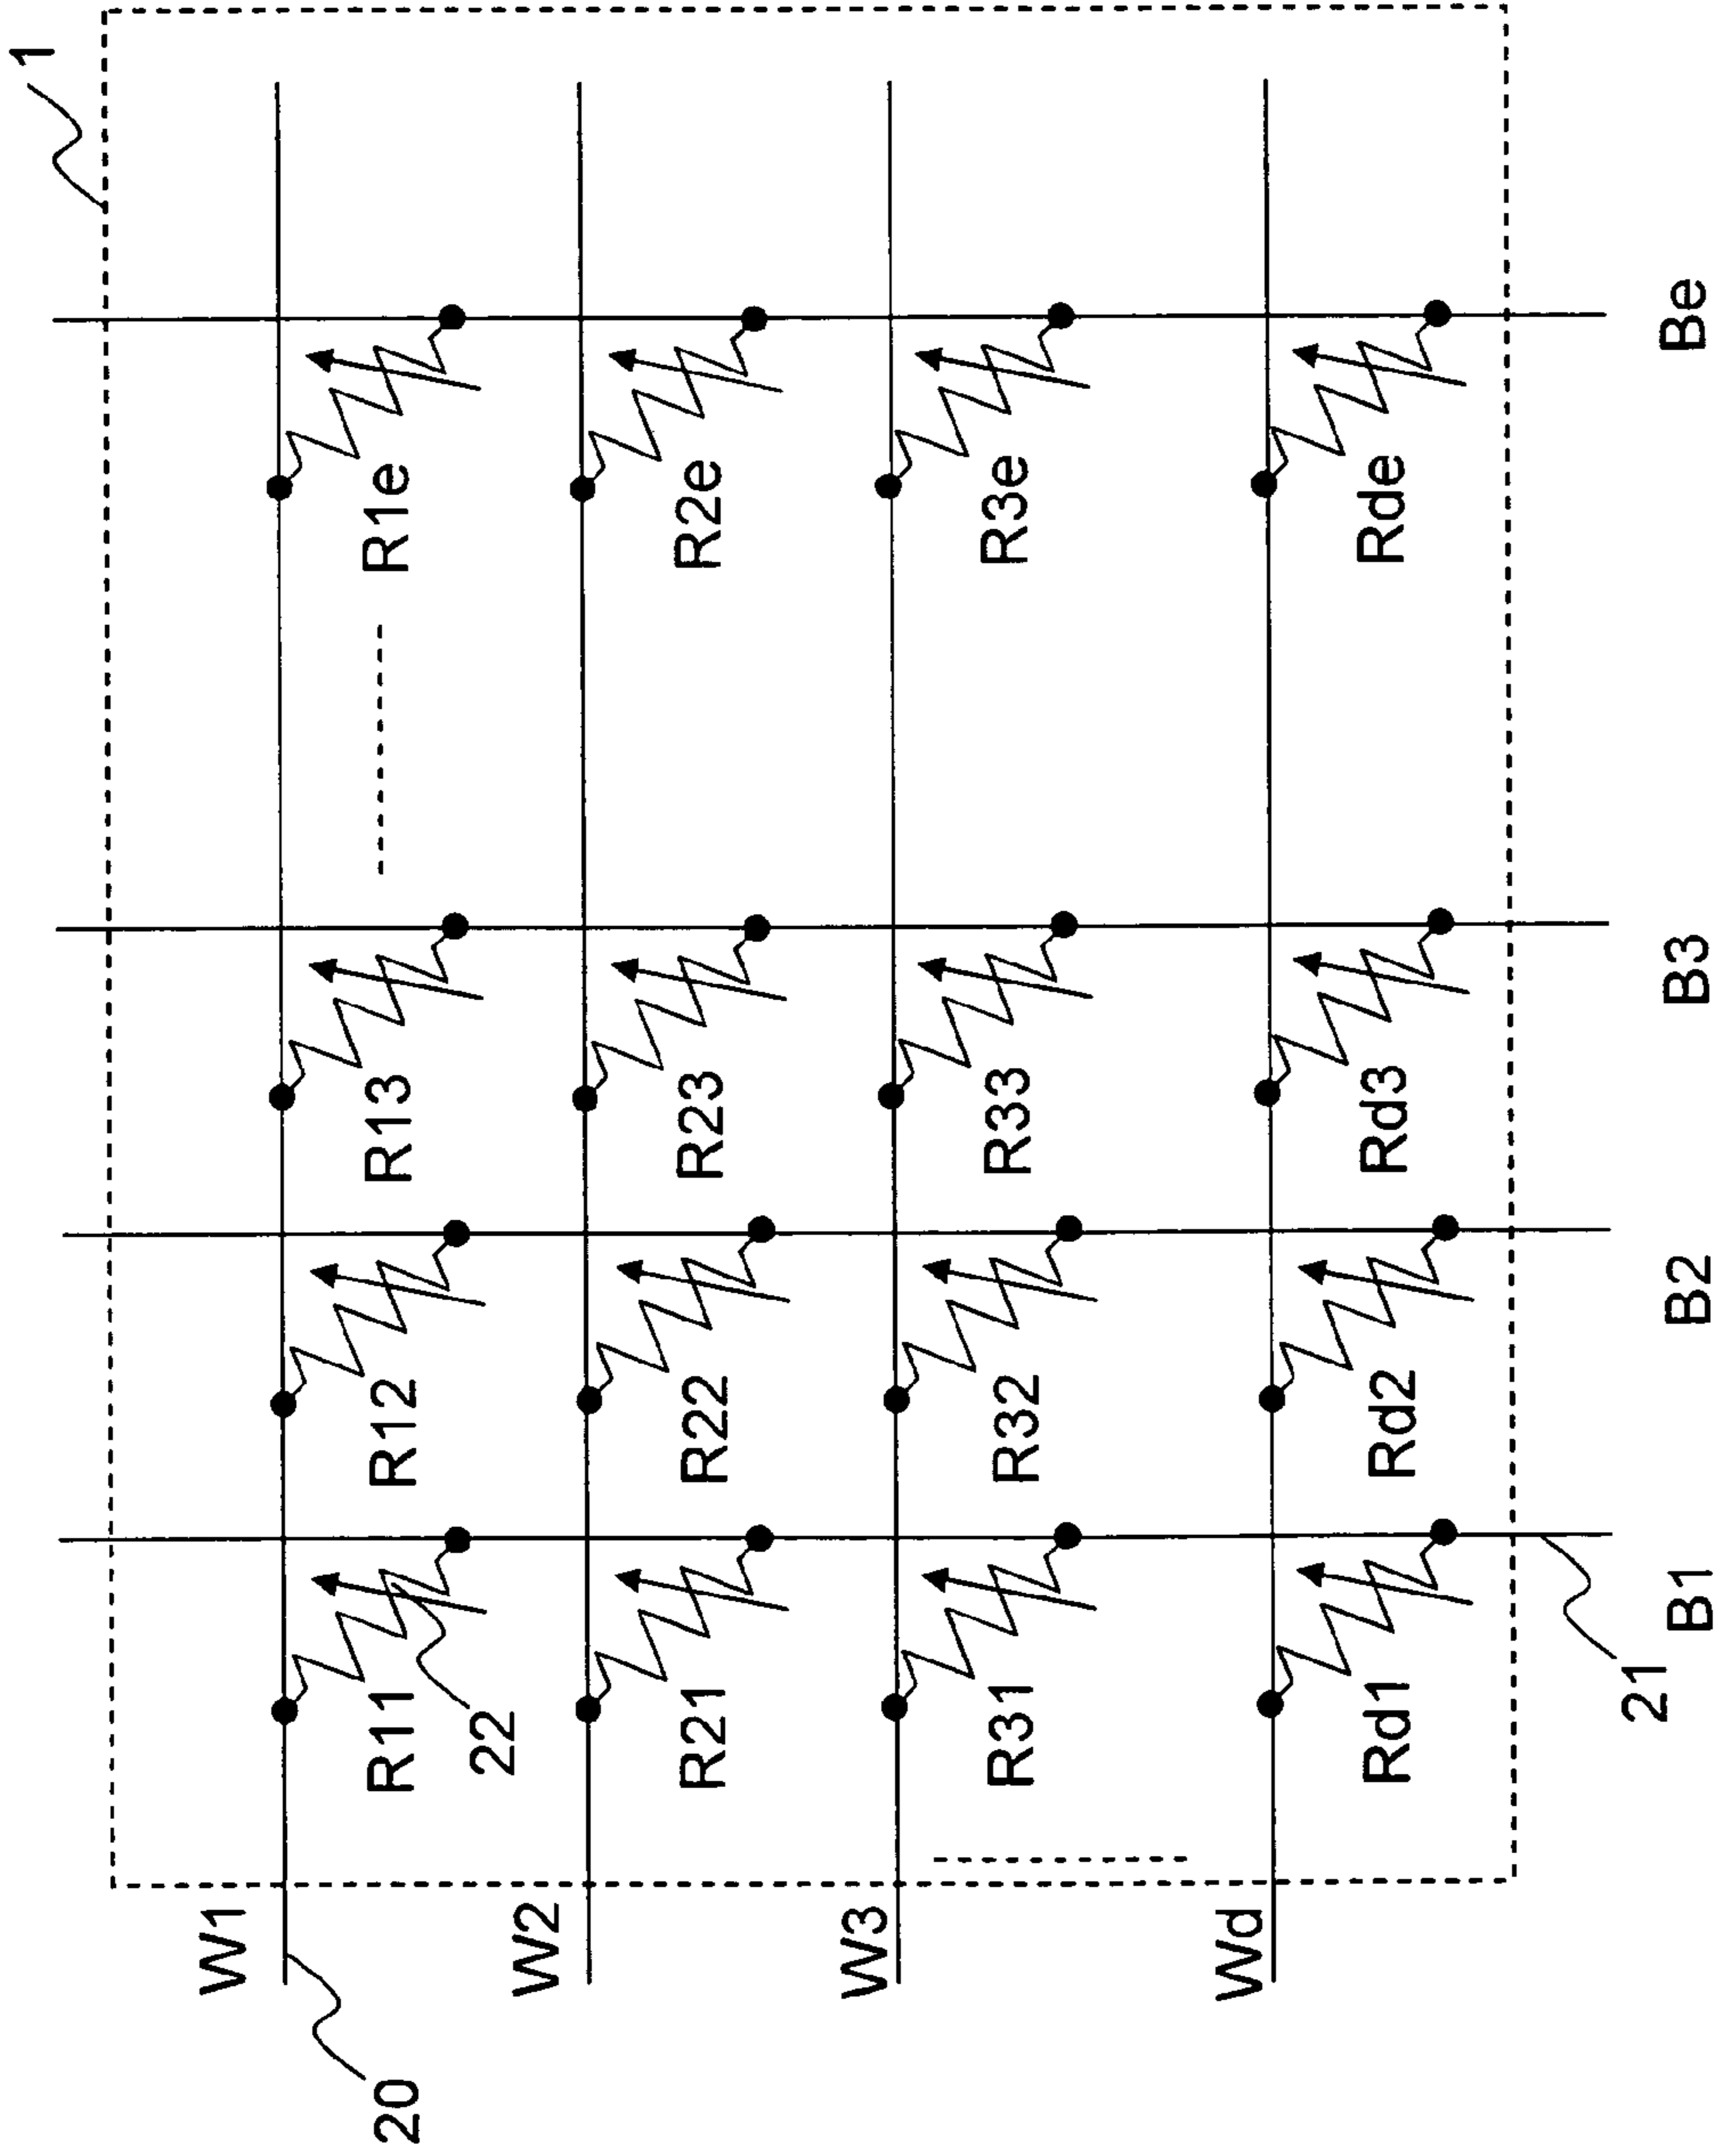 1
W1
20
R11 R12 R13 R1e
22
W2
R21 R22 R23 R2e
W3
R31 R32 R33 R3e
Wd
Rd1 Rd2 Rd3 Rde
21
B1 B2 B3 Be